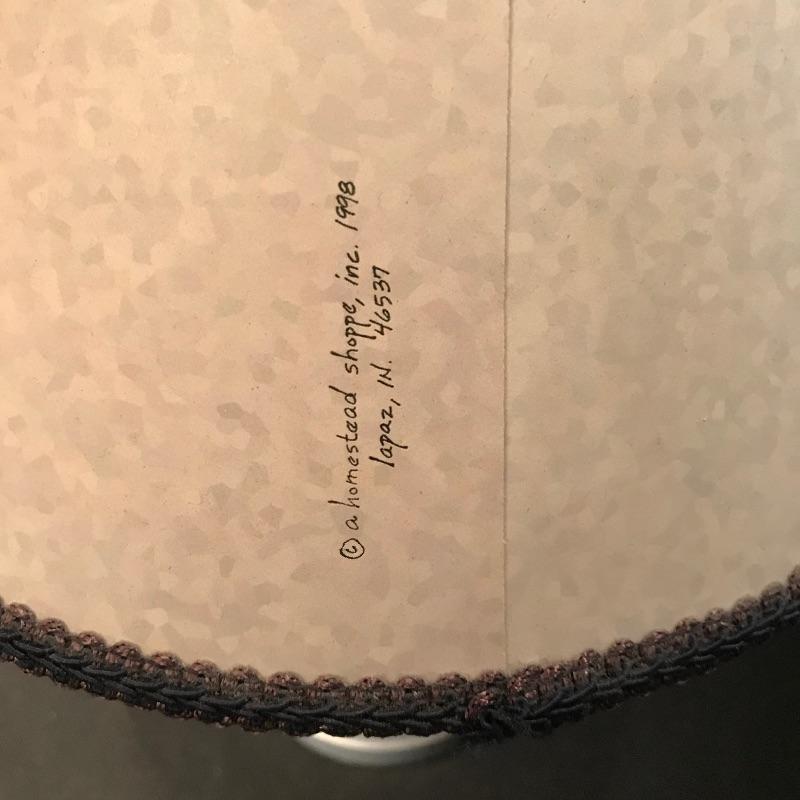 © a homestead shoppe, inc. 1998
lapaz, IN. 46537